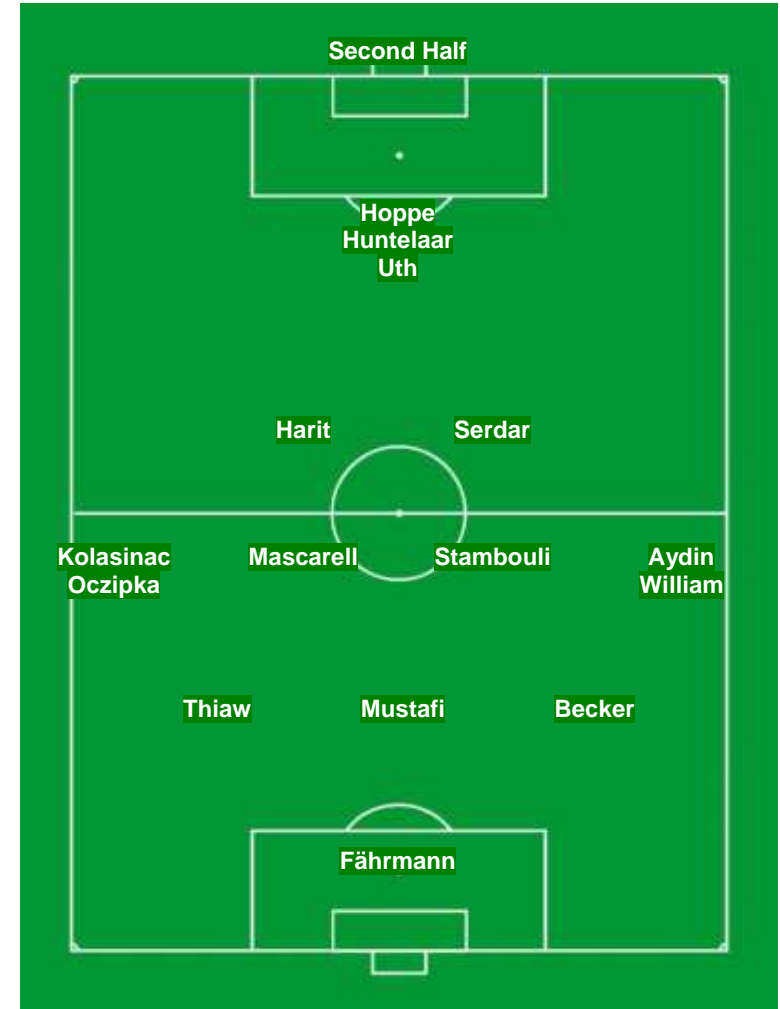 Second Half
Hoppe
Huntelaar
Uth
Harit Serdar
Kolasinac Mascarell Stambouli Aydin
Oczipka William
Thiaw Mustafi Becker
Fährmann